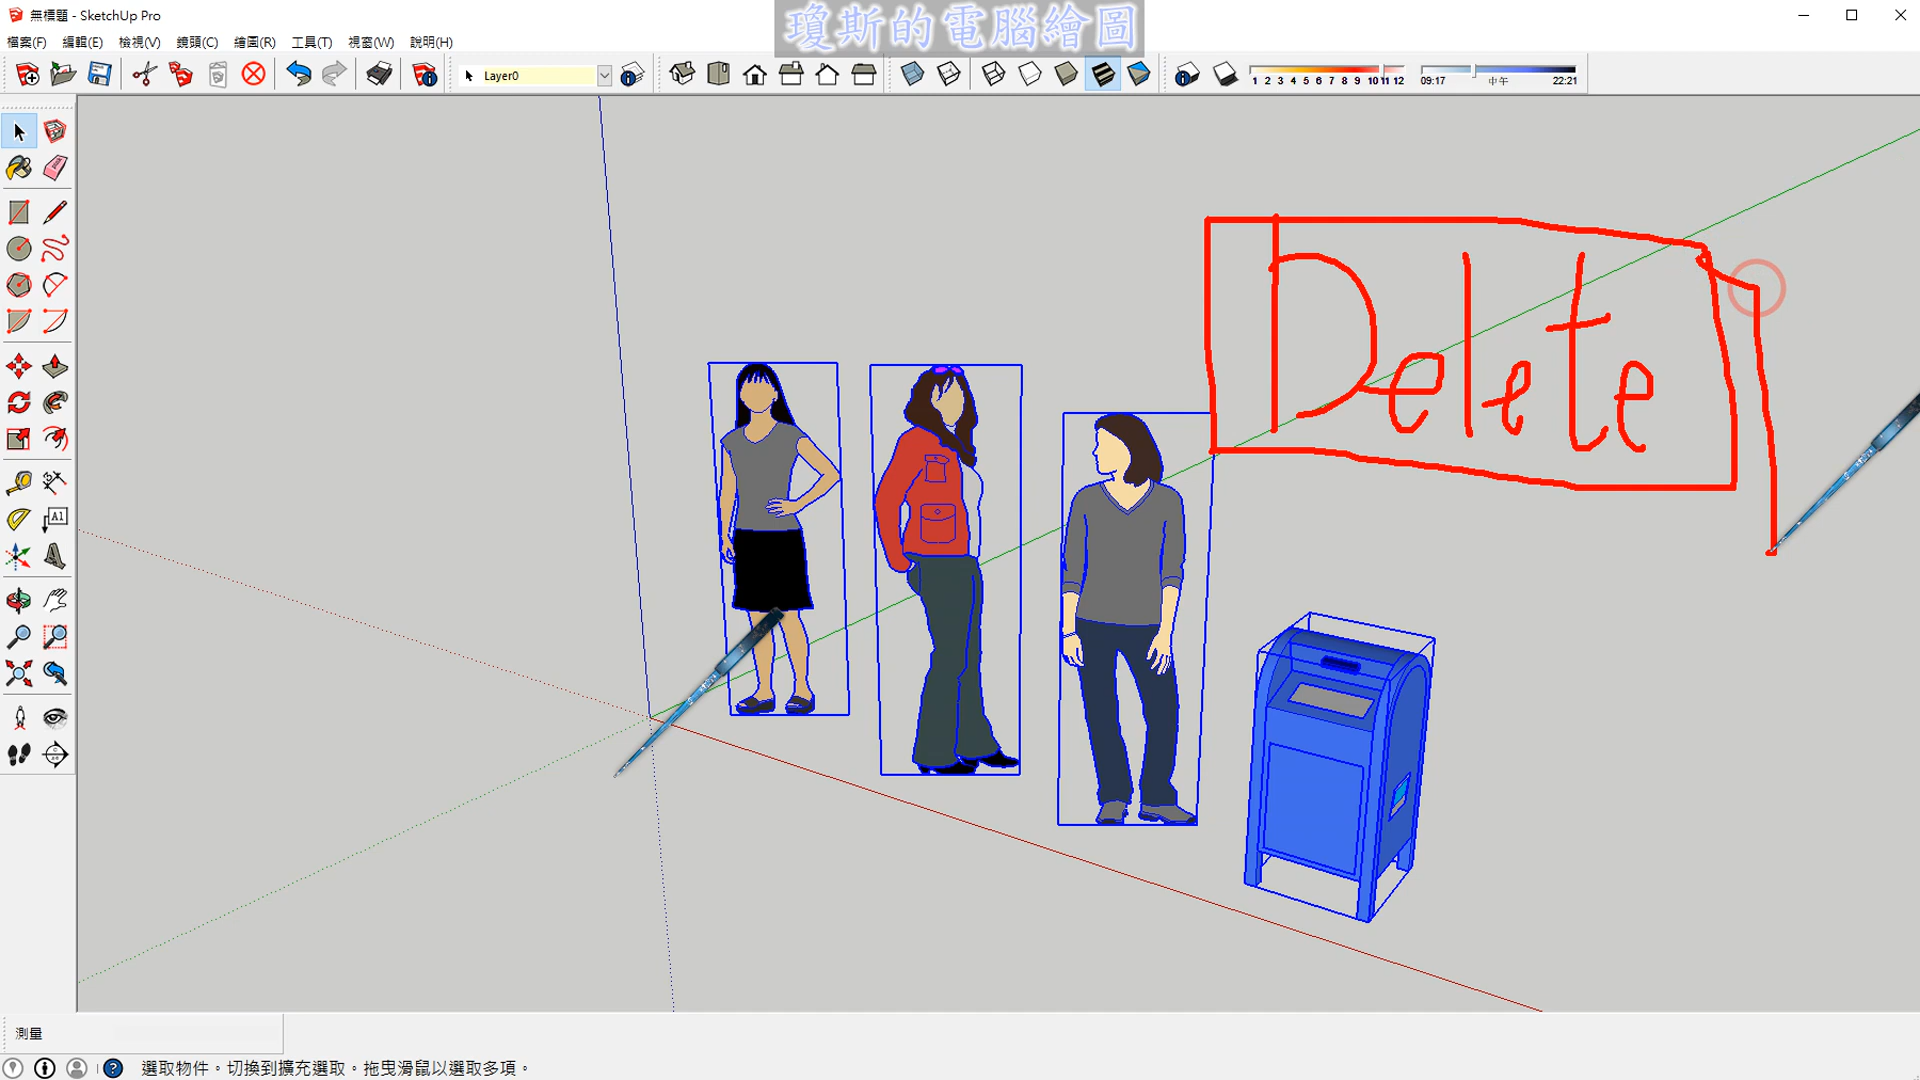 無標題 - SketchUp Pro
瓊斯的電腦繪圖
檔案(F) 編輯(E) 檢視(V) 鏡頭(C) 繪圖(R) 工具(T) 視窗(W) 說明(H)
Layer0
1 2 3 4 5 6 7 8 9 10 11 12
09:17 中午 22:21
Delete
A1
測量
選取物件。切換到擴充選取。拖曳滑鼠以選取多項。